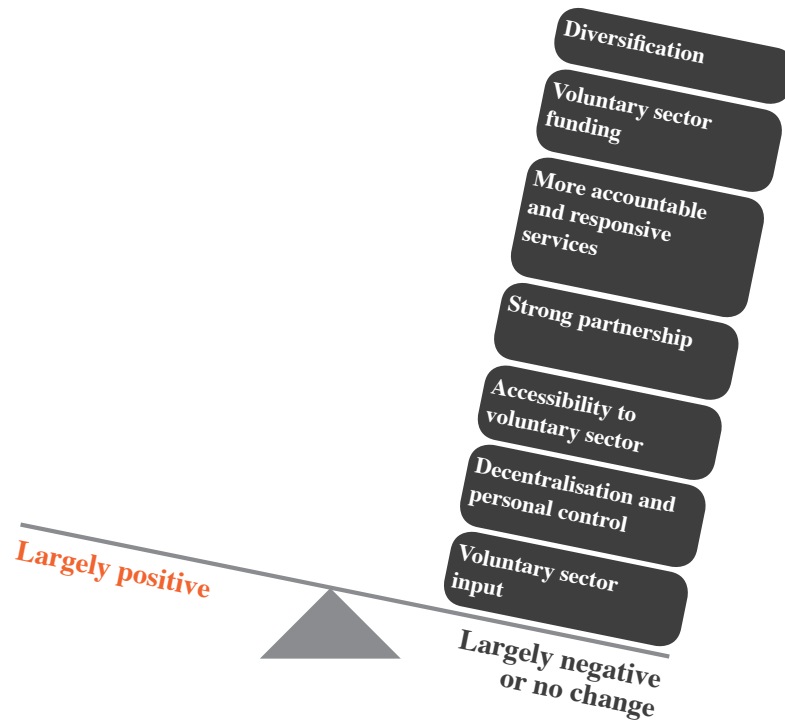 Diversification
Voluntary sector
funding
More accountable
and responsive
services
Strong partnership
Accessibility to
voluntary sector
Decentralisation and
personal control
Voluntary sector
input
Largely positive
Largely negative
or no change